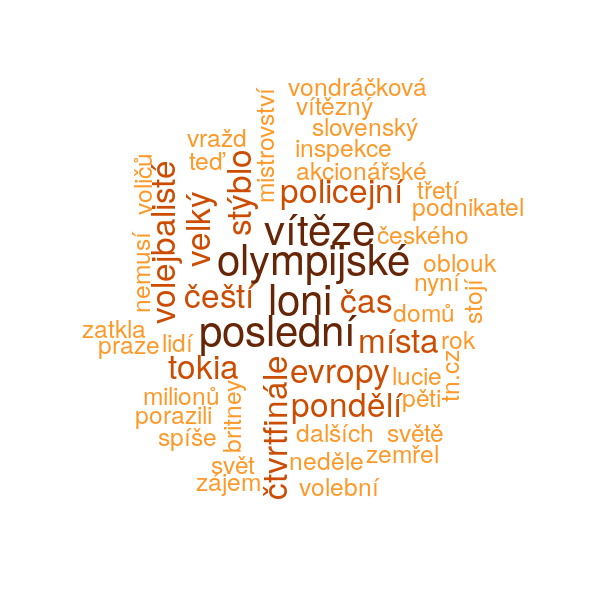 vondráčková
vítězný
slovenský
inspekce
akcionářské
mistrovství
vražd
teď
stýblo
policejní
třetí
podnikatel
voličů
volejbalisté
velký
vítěze
českého
olympijské
oblouk
nemusí
nyní
stojí
čeští
loni
čas
domů
zatkla
praze
lidí
poslední
místa
rok
tn.cz
tokia
čtvrtfinále
evropy
lucie
milionů
britney
pondělí
pěti
porazili
spíše
dalších
světě
svět
neděle
zemřel
zájem
volební